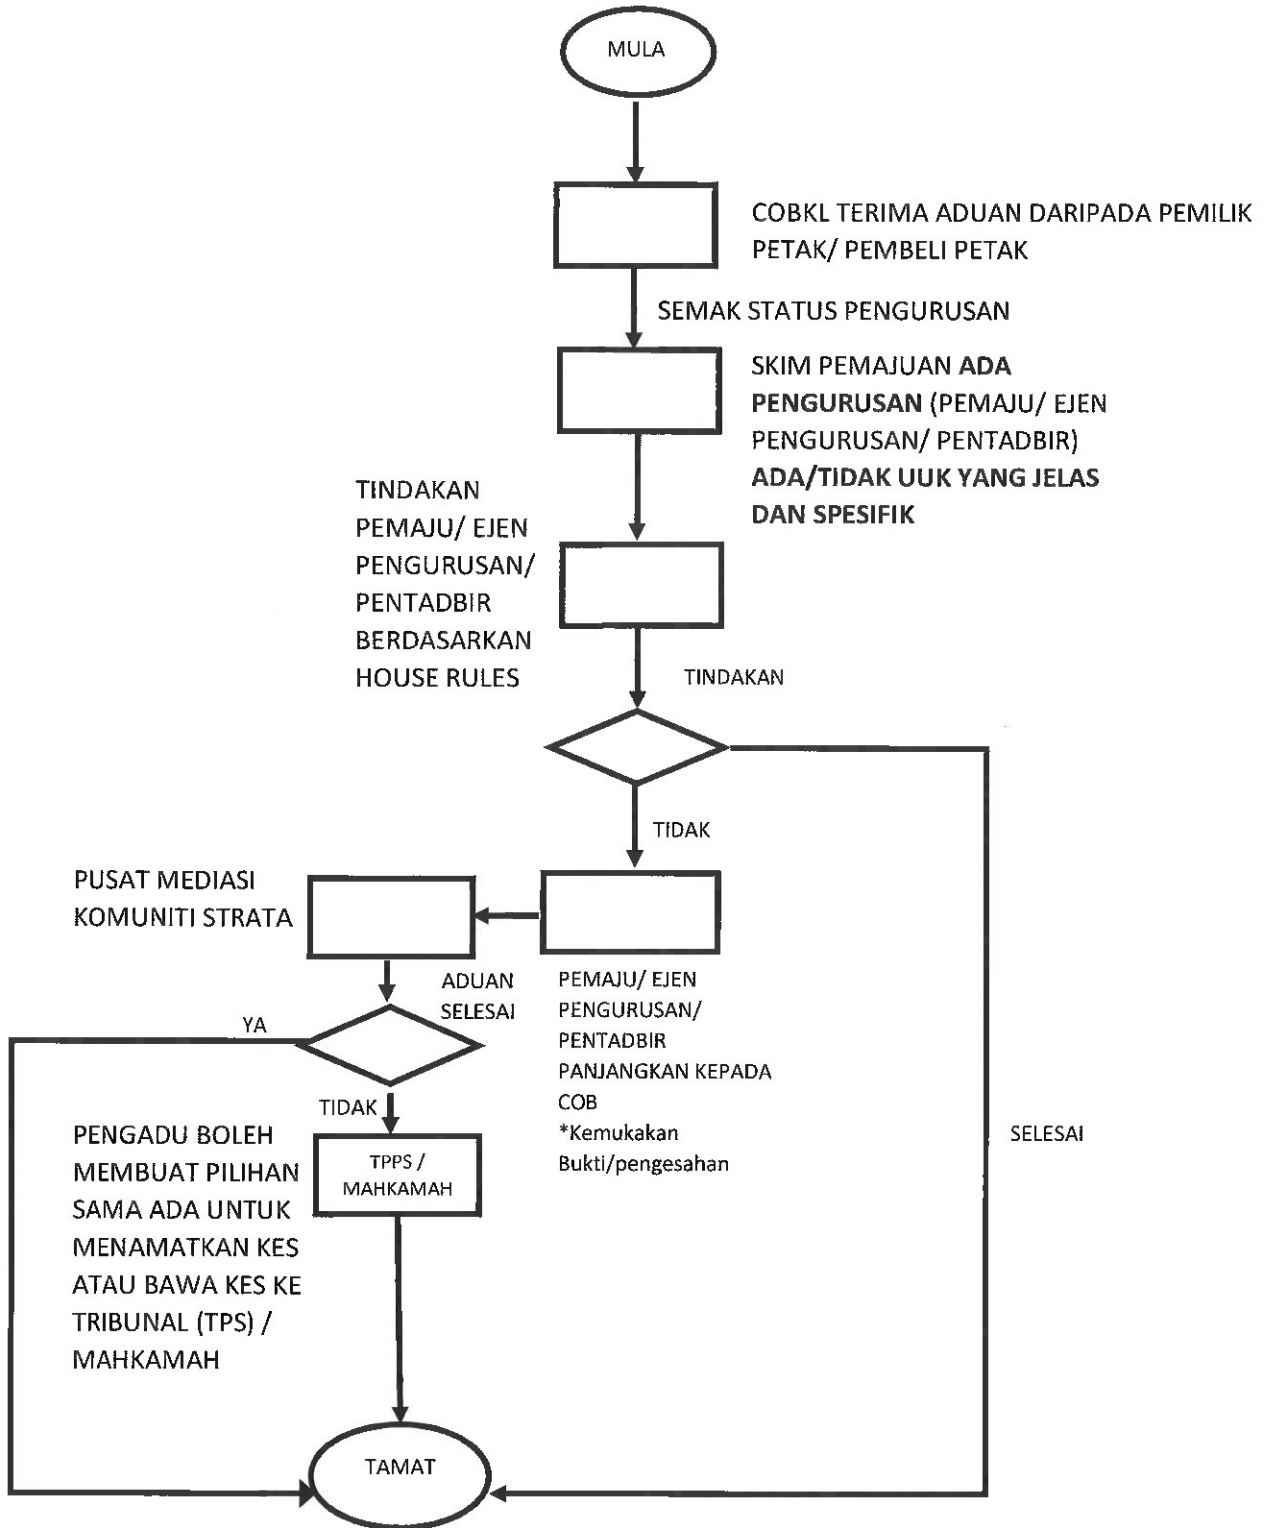 MULA
COBKL TERIMA ADUAN DARIPADA PEMILIK
PETAK/ PEMBELI PETAK
SEMAK STATUS PENGURUSAN
SKIM PEMAJUAN ADA
PENGURUSAN (PEMAJU/ EJEN
PENGURUSAN/ PENTADBIR)
ADA/TIDAK UUK YANG JELAS
DAN SPESIFIK
TINDAKAN
PEMAJU/ EJEN
PENGURUSAN/
PENTADBIR
BERDASARKAN
HOUSE RULES
TINDAKAN
TIDAK
PUSAT MEDIASI
KOMUNITI STRATA
ADUAN
SELESAI
PEMAJU/ EJEN
PENGURUSAN/
PENTADBIR
PANJANGKAN KEPADA
COB
*Kemukakan
Bukti/pengesahan
YA
TIDAK
TPPS /
MAHKAMAH
PENGADU BOLEH
MEMBUAT PILIHAN
SAMA ADA UNTUK
MENAMATKAN KES
ATAU BAWA KES KE
TRIBUNAL (TPS) /
MAHKAMAH
SELESAI
TAMAT